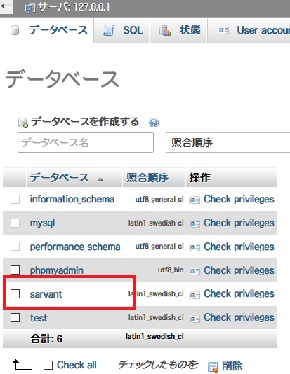 サーバ: 127.0.0.1
データベース SQL 状態 User accou
データベース
データベースを作成する
データベース名 照合順序
データベース 照合順序 操作
information_schema utf8_general_ci Check privileges
mysql latin1_swedish_ci Check privileges
performance_schema utf8_general_ci Check privileges
phpmyadmin utf8_bin Check privileges
sarvant latin1_swedish_ci Check privileges
test latin1_swedish_ci Check privileges
合計: 6 latin1_swedish_ci
Check all チェックしたものを: 削除